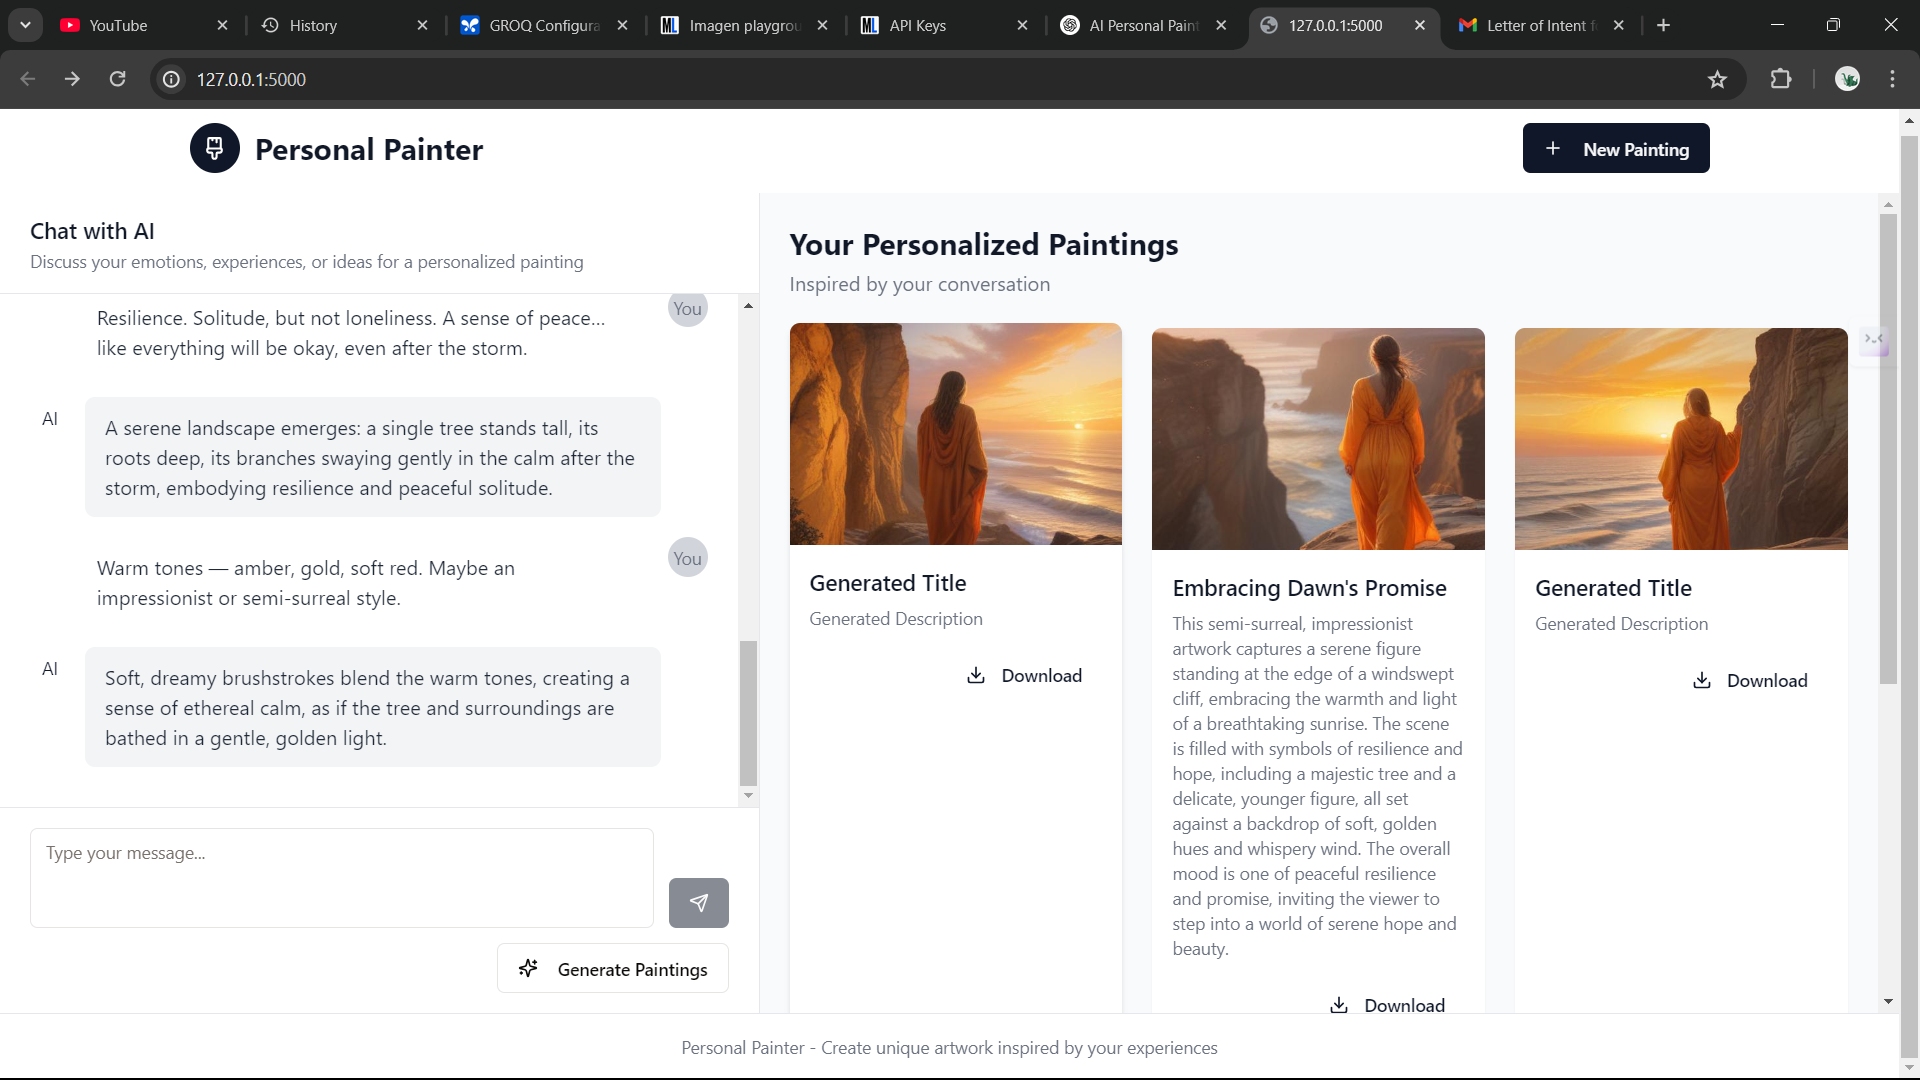 YouTube
History
GROQ Configura
ML Imagen playgrou
ML API Keys
AI Personal Paint
127.0.0.1:5000
Letter of Intent f
127.0.0.1:5000
Personal Painter
New Painting
Chat with AI
Discuss your emotions, experiences, or ideas for a personalized painting
You
Resilience. Solitude, but not loneliness. A sense of peace...
like everything will be okay, even after the storm.
AI
A serene landscape emerges: a single tree stands tall, its
roots deep, its branches swaying gently in the calm after the
storm, embodying resilience and peaceful solitude.
You
Warm tones — amber, gold, soft red. Maybe an
impressionist or semi-surreal style.
AI
Soft, dreamy brushstrokes blend the warm tones, creating a
sense of ethereal calm, as if the tree and surroundings are
bathed in a gentle, golden light.
Type your message...
Generate Paintings
Your Personalized Paintings
Inspired by your conversation
Generated Title
Generated Description
Download
Embracing Dawn's Promise
This semi-surreal, impressionist
artwork captures a serene figure
standing at the edge of a windswept
cliff, embracing the warmth and light
of a breathtaking sunrise. The scene
is filled with symbols of resilience and
hope, including a majestic tree and a
delicate, younger figure, all set
against a backdrop of soft, golden
hues and whispery wind. The overall
mood is one of peaceful resilience
and promise, inviting the viewer to
step into a world of serene hope and
beauty.
Download
Generated Title
Generated Description
Download
Personal Painter - Create unique artwork inspired by your experiences